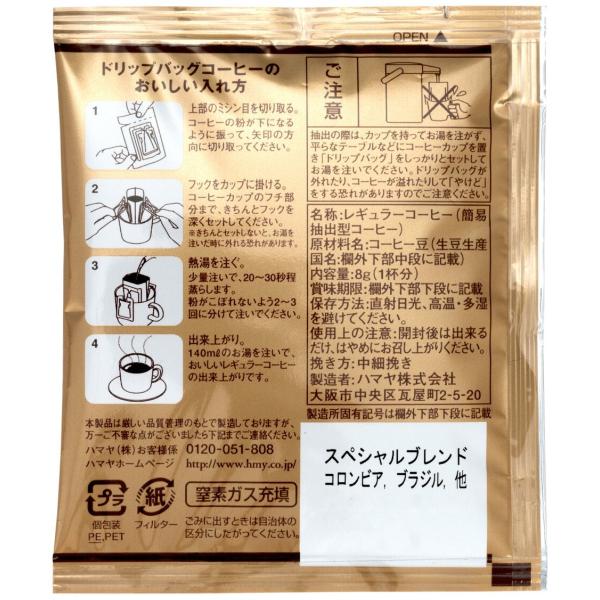 OPEN ▲
ドリップバッグコーヒーの
おいしい入れ方
1
上部のミシン目を切り取る。
コーヒーの粉が下になる
ように振って、矢印の方
向に切り取ってください。
2
フックをカップに掛ける。
コーヒーカップのフチ部
分まで、きちんとフックを
深くセットしてください。
※きちんとセットしないと、お湯を
注いだ時に外れる恐れがあります。
3
熱湯を注ぐ。
少量注いで、20〜30秒程
蒸らします。
粉がこぼれないよう2〜3
回に分けて注いでください。
4
出来上がり。
140mlのお湯を注いで、
おいしいレギュラーコーヒー
の出来上がりです。
本製品は厳しい品質管理のもとで製造しておりますが、
万一ご不審な点がございましたら下記までご連絡ください。
ハマヤ(株)お客様係 0120-051-808
ハマヤホームページ http://www.hmy.co.jp/
プラ
個包装
PE,PET
紙
フィルター
窒素ガス充填
ごみに出すときは自治体の
区分にしたがってください。
ご注意
抽出の際は、カップを持ってお湯を注がず、
平らなテーブルなどにコーヒーカップを置
き「ドリップバッグ」をしっかりとセットして
お湯を注いでください。ドリップバッグが
外れたり、コーヒーが溢れたりして「やけど」
をする恐れがありますのでご注意ください。
名称:レギュラーコーヒー(簡易
抽出型コーヒー)
原材料名:コーヒー豆(生豆生産
国名:欄外下部中段に記載)
内容量:8g(1杯分)
賞味期限:欄外下部下段に記載
保存方法:直射日光、高温・多湿
を避けてください。
使用上の注意:開封後は出来るだ
け、はやめにお召し上がりください。
挽き方:中細挽き
製造者:ハマヤ株式会社
大阪市中央区瓦屋町2-5-20
製造所固有記号は欄外下部下段に記載
スペシャルブレンド
コロンビア, ブラジル, 他